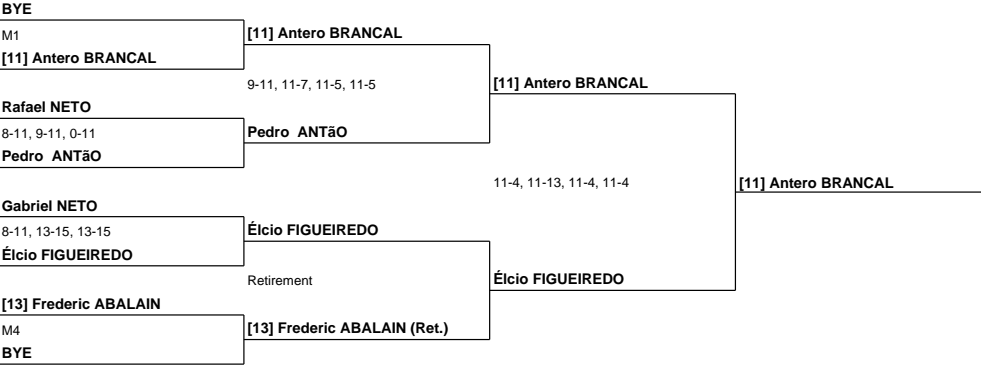 BYE
M1
[11] Antero BRANCAL
[11] Antero BRANCAL
9-11, 11-7, 11-5, 11-5
[11] Antero BRANCAL
Rafael NETO
8-11, 9-11, 0-11
Pedro ANTãO
Pedro ANTãO
11-4, 11-13, 11-4, 11-4
[11] Antero BRANCAL
Gabriel NETO
8-11, 13-15, 13-15
Élcio FIGUEIREDO
Élcio FIGUEIREDO
Retirement
Élcio FIGUEIREDO
[13] Frederic ABALAIN
M4
[13] Frederic ABALAIN (Ret.)
BYE